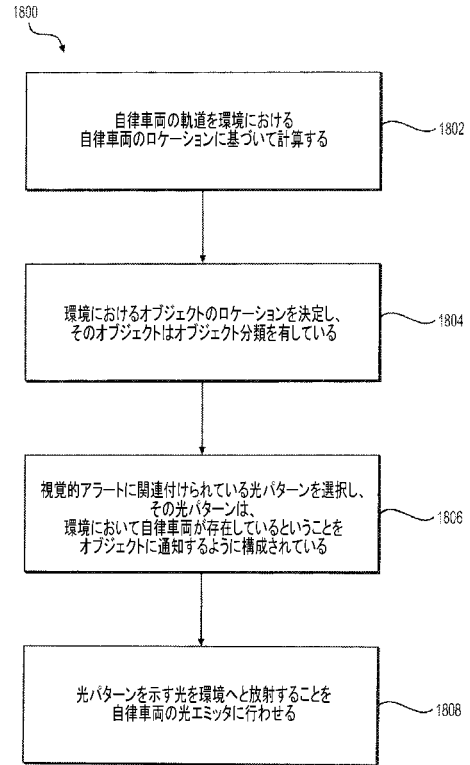 1800
自律車両の軌道を環境における
自律車両のロケーションに基づいて計算する
1802
環境におけるオブジェクトのロケーションを決定し、
そのオブジェクトはオブジェクト分類を有している
1804
視覚的アラートに関連付けられている光パターンを選択し、
その光パターンは、
環境において自律車両が存在しているということを
オブジェクトに通知するように構成されている
1806
光パターンを示す光を環境へと放射することを
自律車両の光エミッタに行わせる
1808